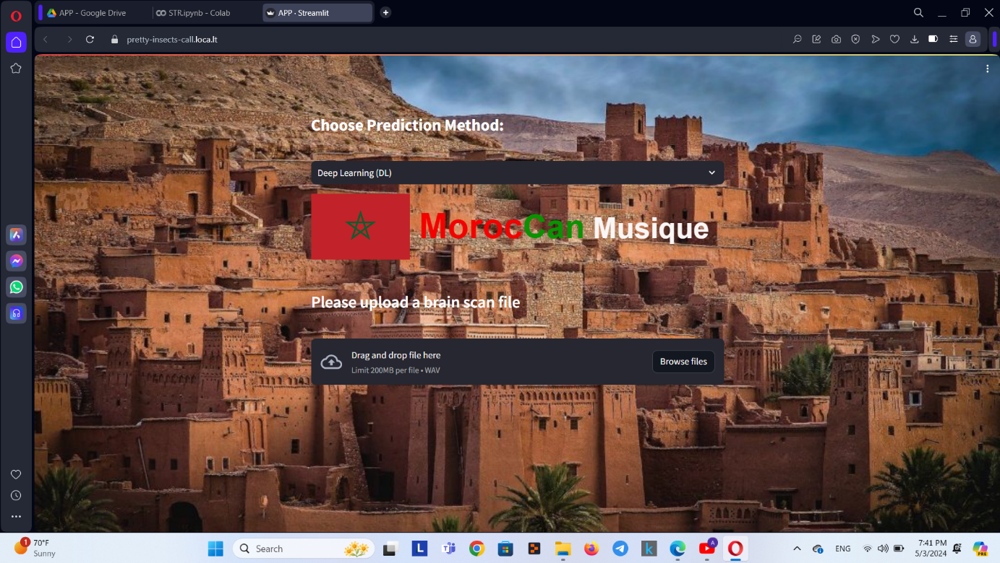 APP - Google Drive
STR.ipynb - Colab
APP · Streamlit
pretty-insects-call.loca.lt
Choose Prediction Method:
Deep Learning (DL)
MorocCan Musique
Please upload a brain scan file
Drag and drop file here
Limit 200MB per file • WAV
Browse files
1
70°F
Sunny
Search
L
k
A
ENG
7:41 PM
5/3/2024
PRE